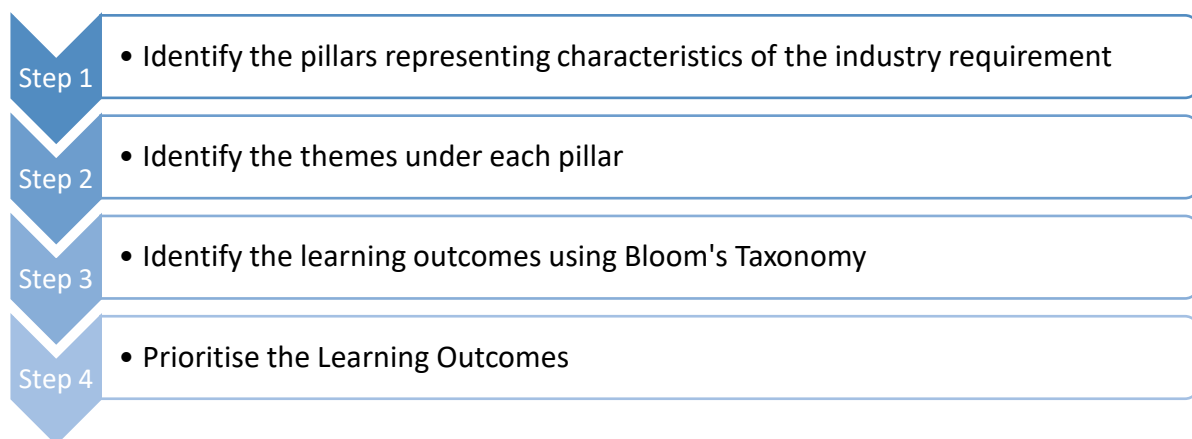 Step 1
• Identify the pillars representing characteristics of the industry requirement
Step 2
• Identify the themes under each pillar
Step 3
• Identify the learning outcomes using Bloom's Taxonomy
Step 4
• Prioritise the Learning Outcomes